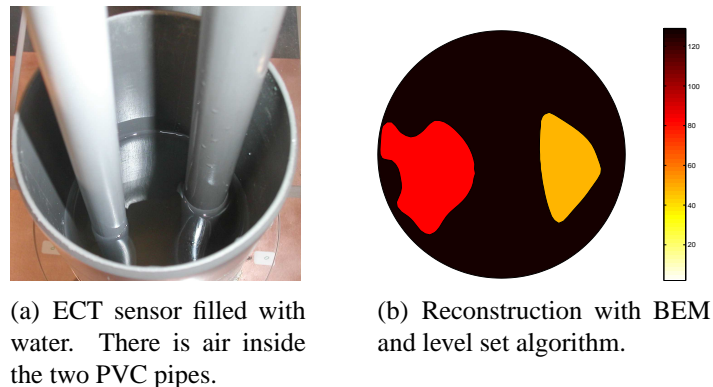 120
100
80
60
40
20
(a) ECT sensor filled with
water. There is air inside
the two PVC pipes.
(b) Reconstruction with BEM
and level set algorithm.